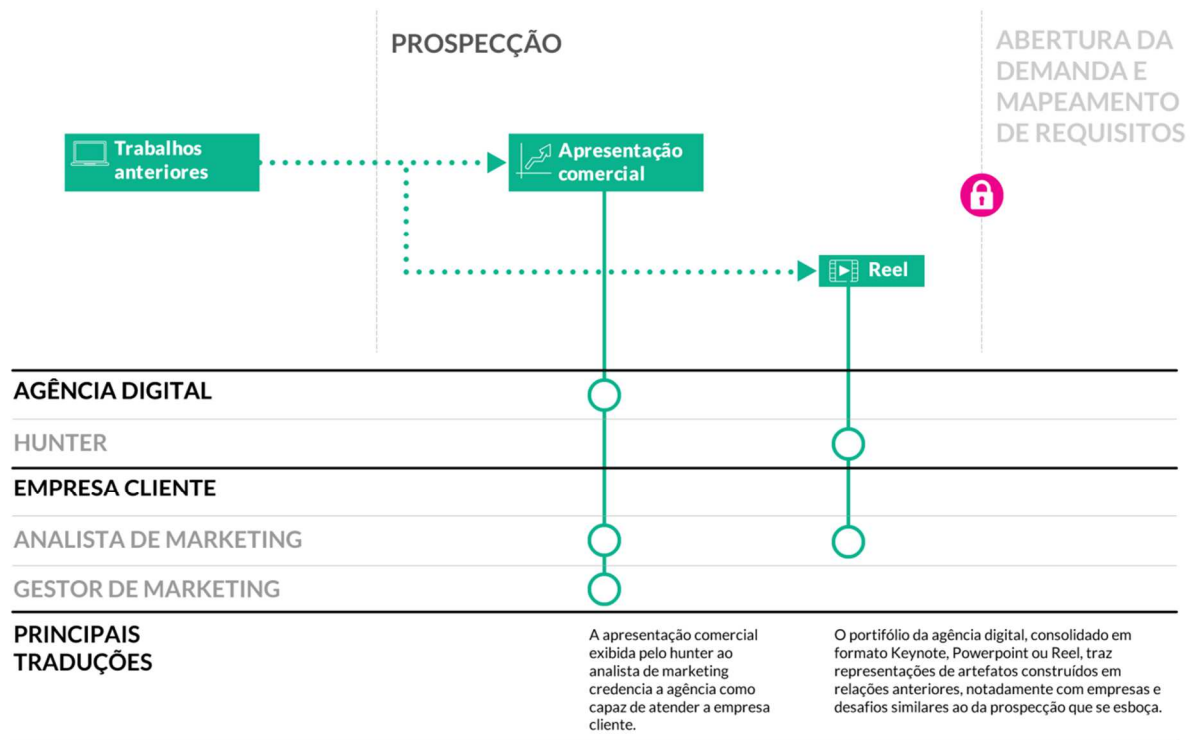 PROSPECÇÃO
ABERTURA DA
DEMANDA E
MAPEAMENTO
DE REQUISITOS
Trabalhos
anteriores
Apresentação
comercial
Reel
AGÊNCIA DIGITAL
HUNTER
EMPRESA CLIENTE
ANALISTA DE MARKETING
GESTOR DE MARKETING
PRINCIPAIS
TRADUÇÕES
A apresentação comercial
exibida pelo hunter ao
analista de marketing
credencia a agência como
capaz de atender a empresa
cliente.
O portifólio da agência digital, consolidado em
formato Keynote, Powerpoint ou Reel, traz
representações de artefatos construídos em
relações anteriores, notadamente com empresas e
desafios similares ao da prospecção que se esboça.